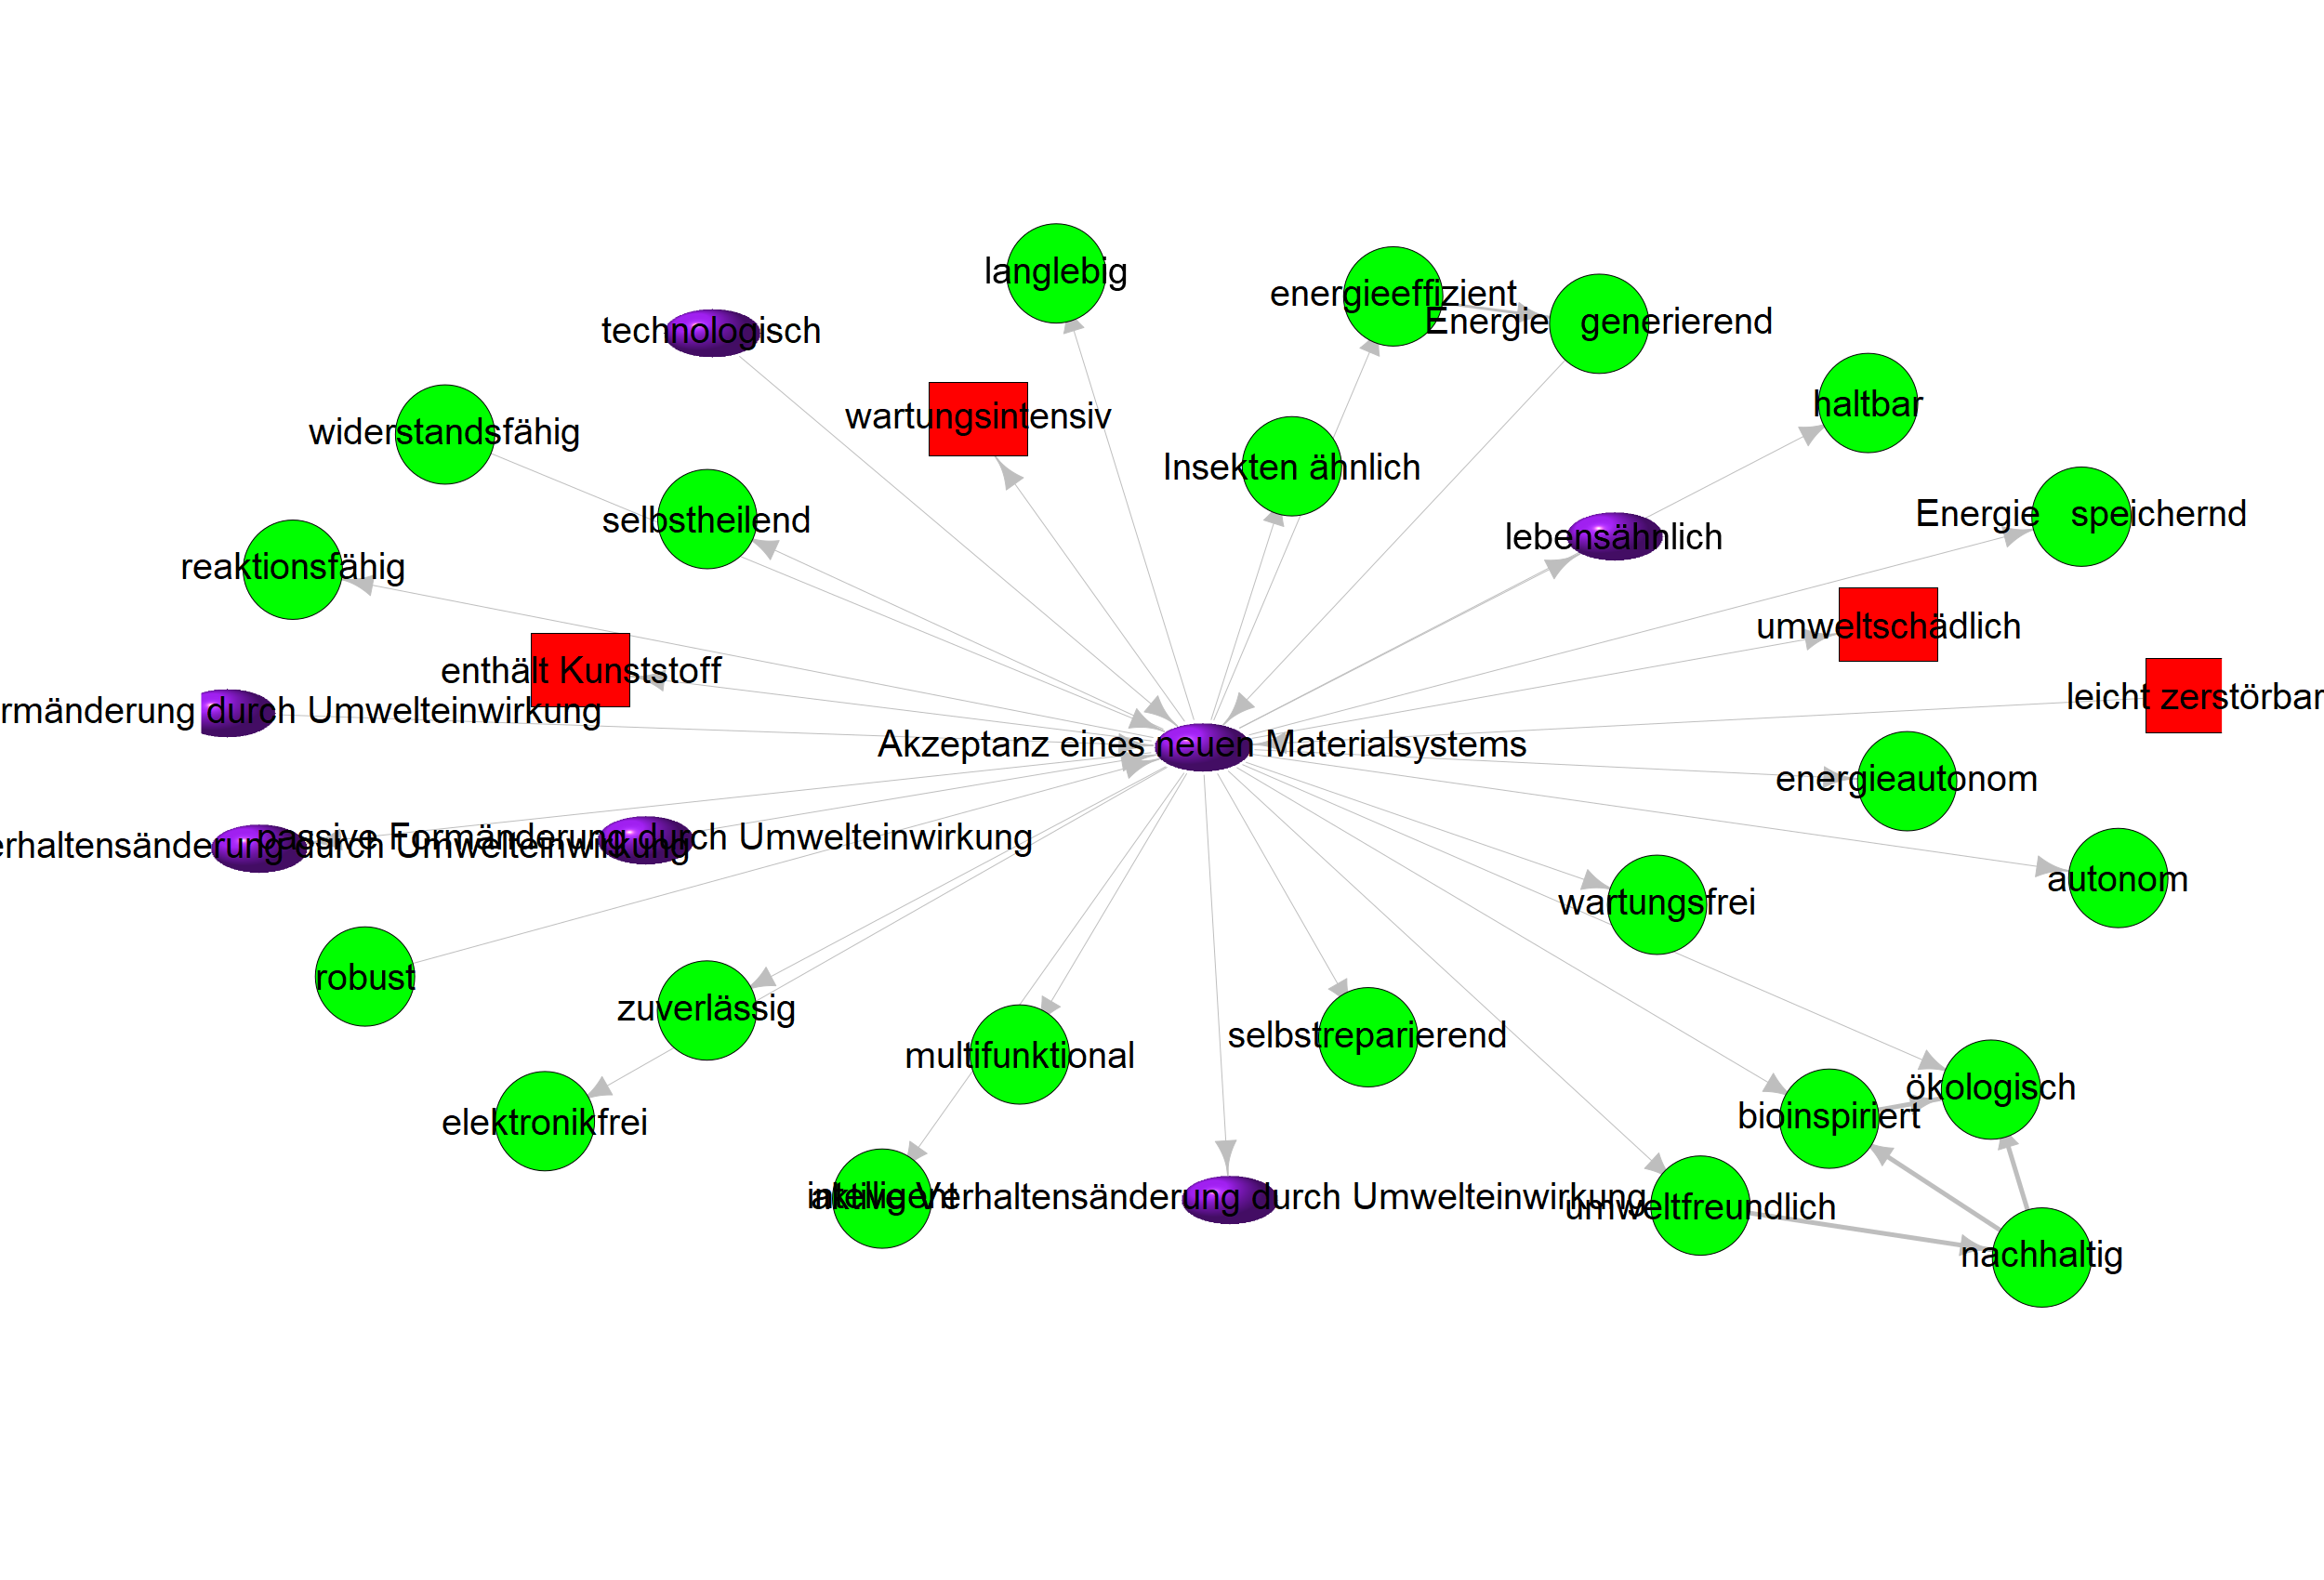 langlebig
energieeffizient
Energie generierend
technologisch
haltbar
wartungsintensiv
widerstandsfähig
Insekten ähnlich
selbstheilend
Energie speichernd
lebensähnlich
reaktionsfähig
umweltschädlich
enthält Kunststoff
leicht zerstörbar
rmänderung durch Umwelteinwirkung
Akzeptanz eines neuen Materialsystems
energieautonom
passive Formänderung durch Umwelteinwirkung
erhaltensänderung durch Umwelteinwirkung
autonom
wartungsfrei
robust
zuverlässig
selbstreparierend
multifunktional
ökologisch
bioinspiriert
elektronikfrei
intelligent
aktive Verhaltensänderung durch Umwelteinwirkung
umweltfreundlich
nachhaltig